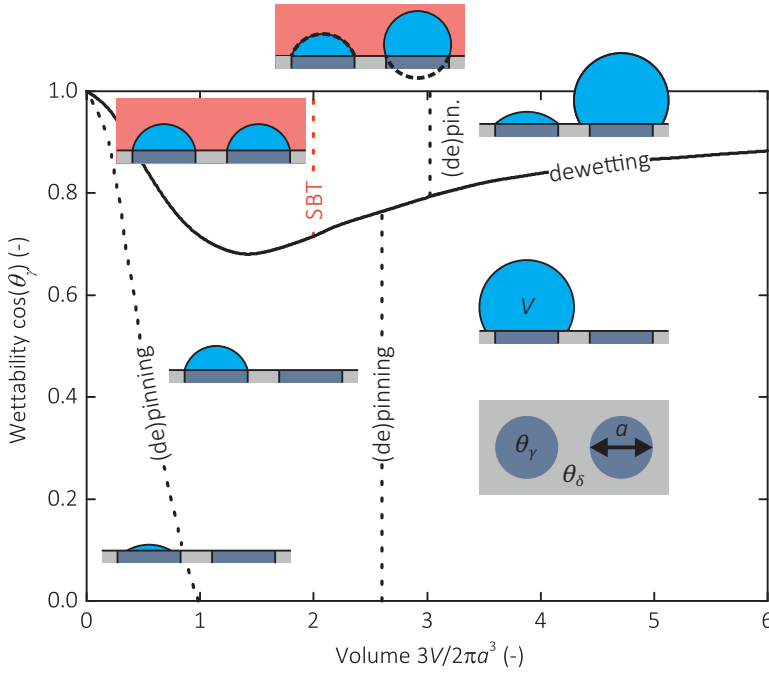 1.0
0.8
0.6
0.4
0.2
0.0
Wettability cos(θγ) (-)
(de)pin.
SBT
dewetting
V
(de)pinning
(de)pinning
θγ
a
θδ
0
1
2
3
4
5
6
Volume 3V/2πa³ (-)